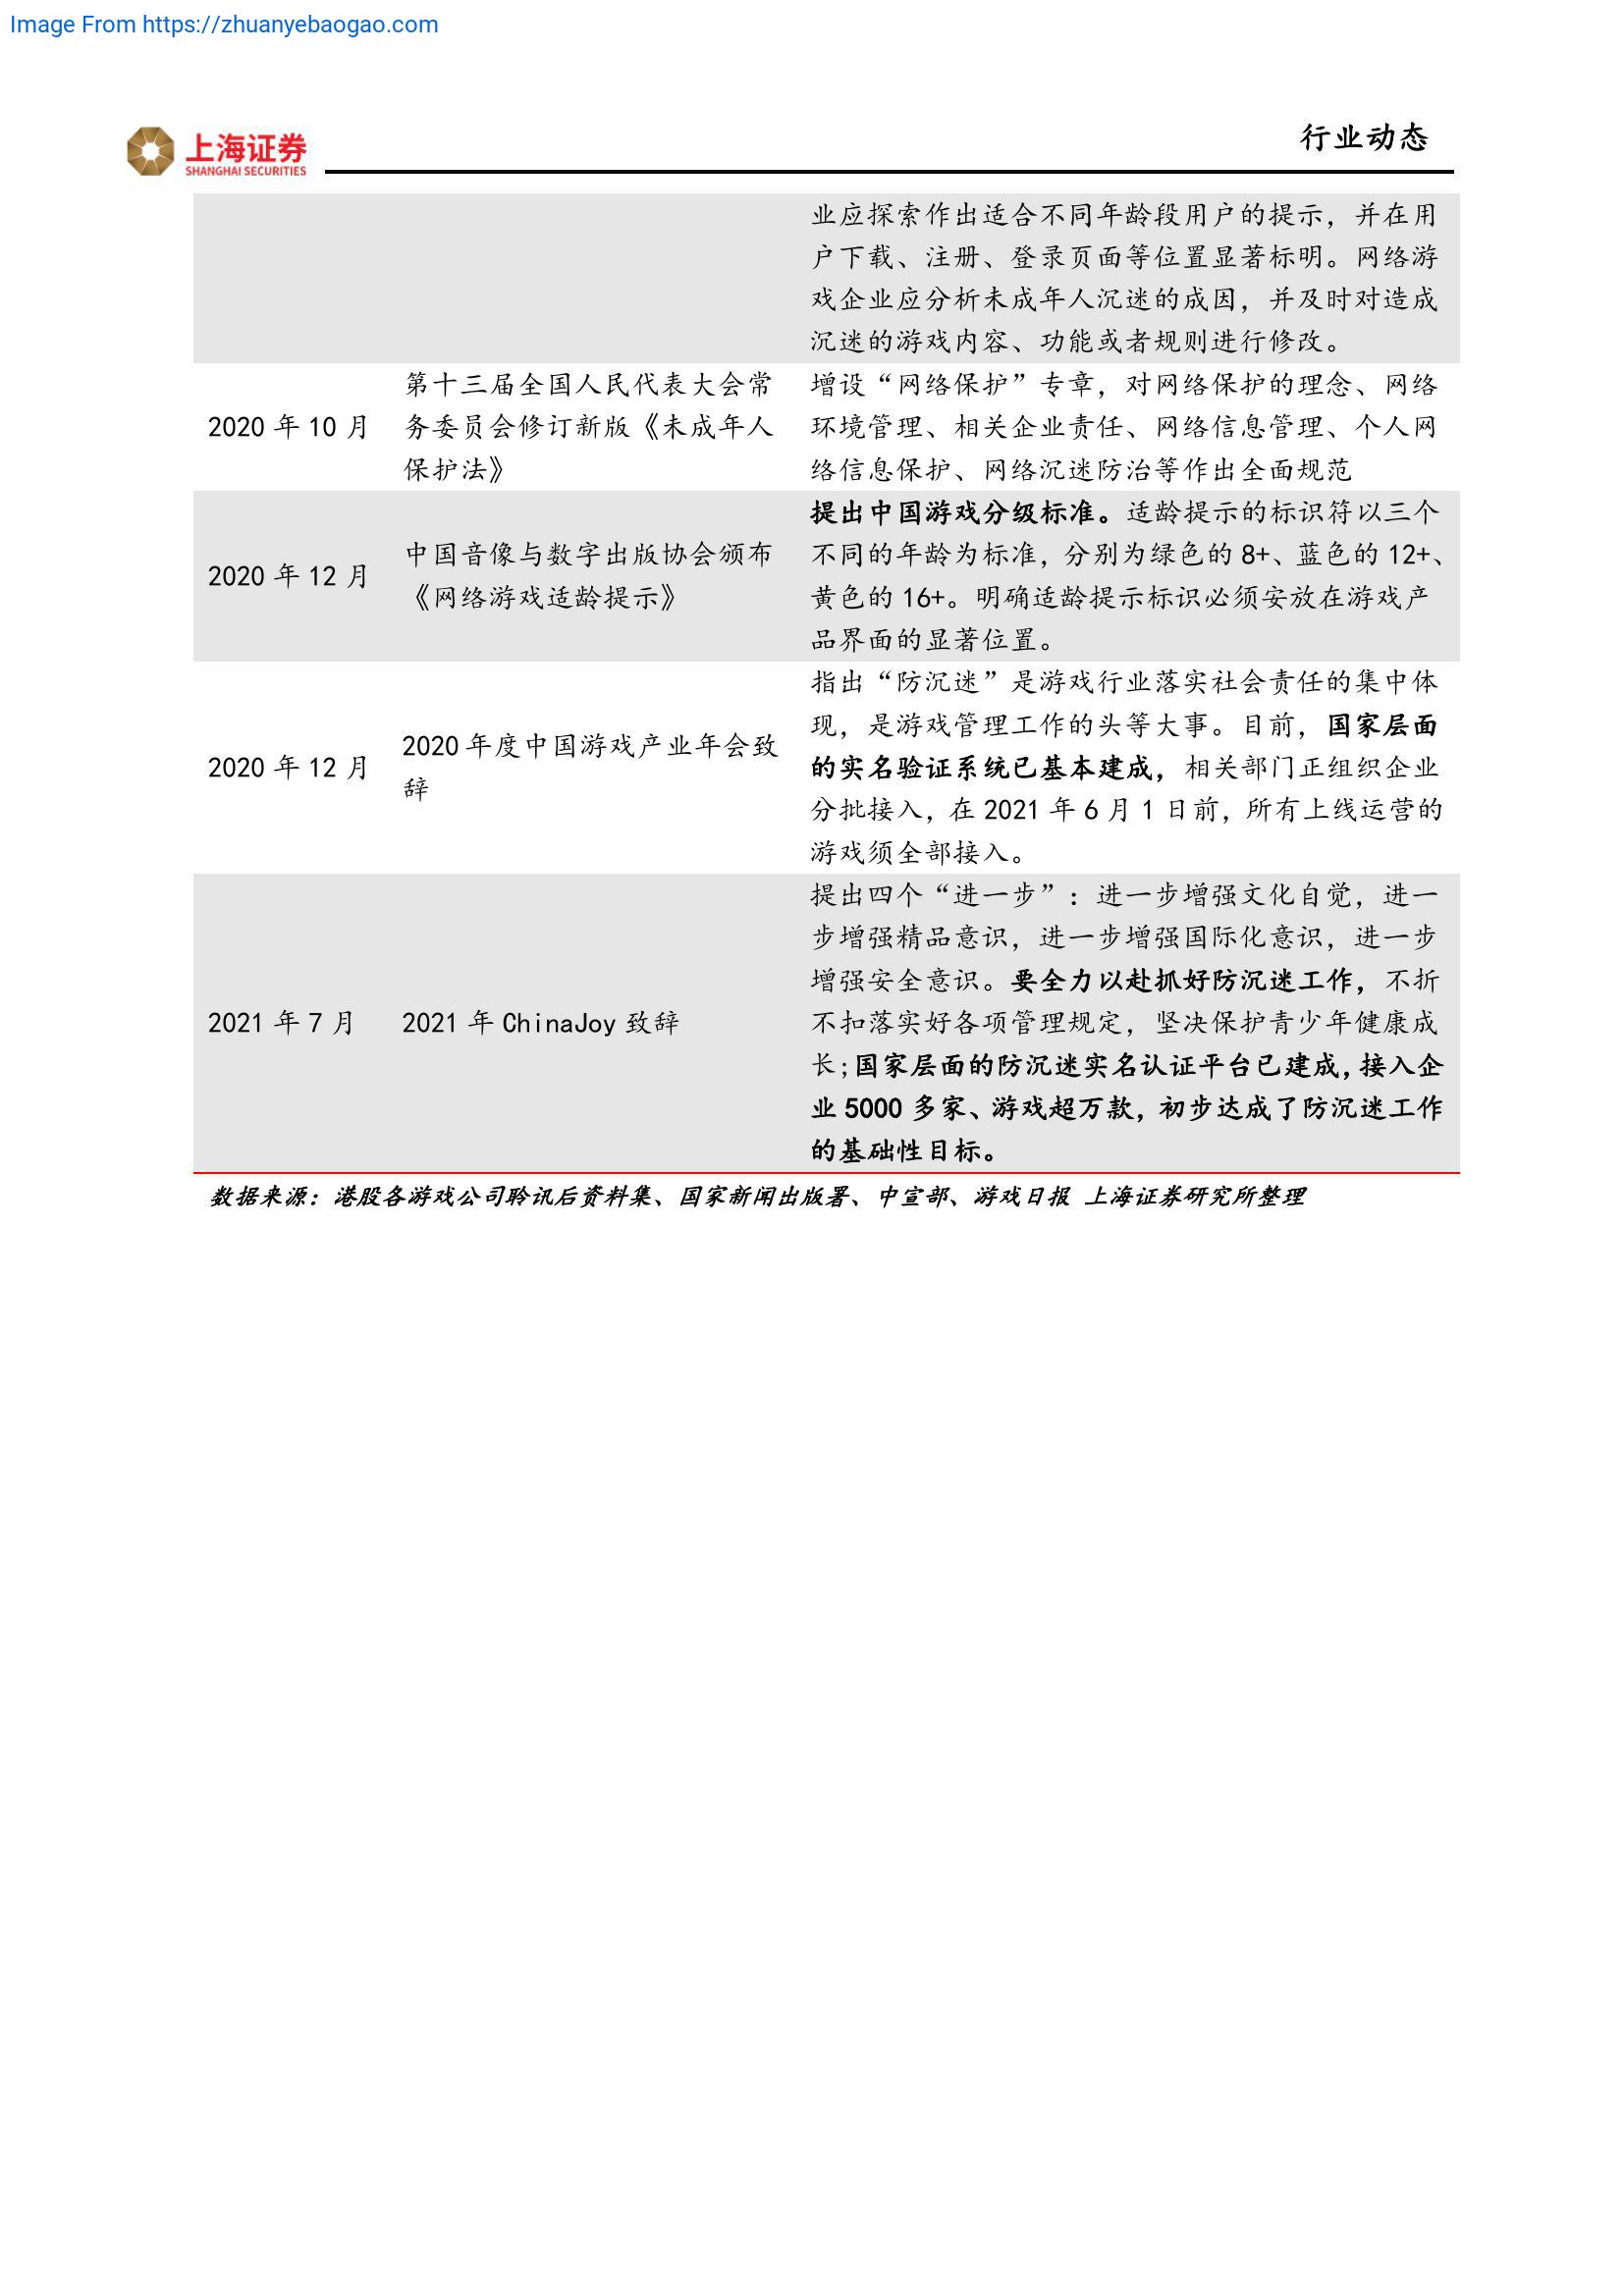 Image From https://zhuanyebaogao.com
上海证券
SHANGHAI SECURITIES
行业动态
业应探索作出适合不同年龄段用户的提示，并在用
户下载、注册、登录页面等位置显著标明。网络游
戏企业应分析未成年人沉迷的成因，并及时对造成
沉迷的游戏内容、功能或者规则进行修改。
2020 年 10 月
第十三届全国人民代表大会常
务委员会修订新版《未成年人
保护法》
增设“网络保护”专章，对网络保护的理念、网络
环境管理、相关企业责任、网络信息管理、个人网
络信息保护、网络沉迷防治等作出全面规范
2020 年 12 月
中国音像与数字出版协会颁布
《网络游戏适龄提示》
提出中国游戏分级标准。适龄提示的标识符以三个
不同的年龄为标准，分别为绿色的 8+、蓝色的 12+、
黄色的 16+。明确适龄提示标识必须安放在游戏产
品界面的显著位置。
2020 年 12 月
2020 年度中国游戏产业年会致
辞
指出“防沉迷”是游戏行业落实社会责任的集中体
现，是游戏管理工作的头等大事。目前，国家层面
的实名验证系统已基本建成，相关部门正组织企业
分批接入，在 2021 年 6 月 1 日前，所有上线运营的
游戏须全部接入。
2021 年 7 月
2021 年 ChinaJoy 致辞
提出四个“进一步”：进一步增强文化自觉，进一
步增强精品意识，进一步增强国际化意识，进一步
增强安全意识。要全力以赴抓好防沉迷工作，不折
不扣落实好各项管理规定，坚决保护青少年健康成
长;国家层面的防沉迷实名认证平台已建成，接入企
业 5000 多家、游戏超万款，初步达成了防沉迷工作
的基础性目标。
数据来源：港股各游戏公司聆讯后资料集、国家新闻出版署、中宣部、游戏日报 上海证券研究所整理